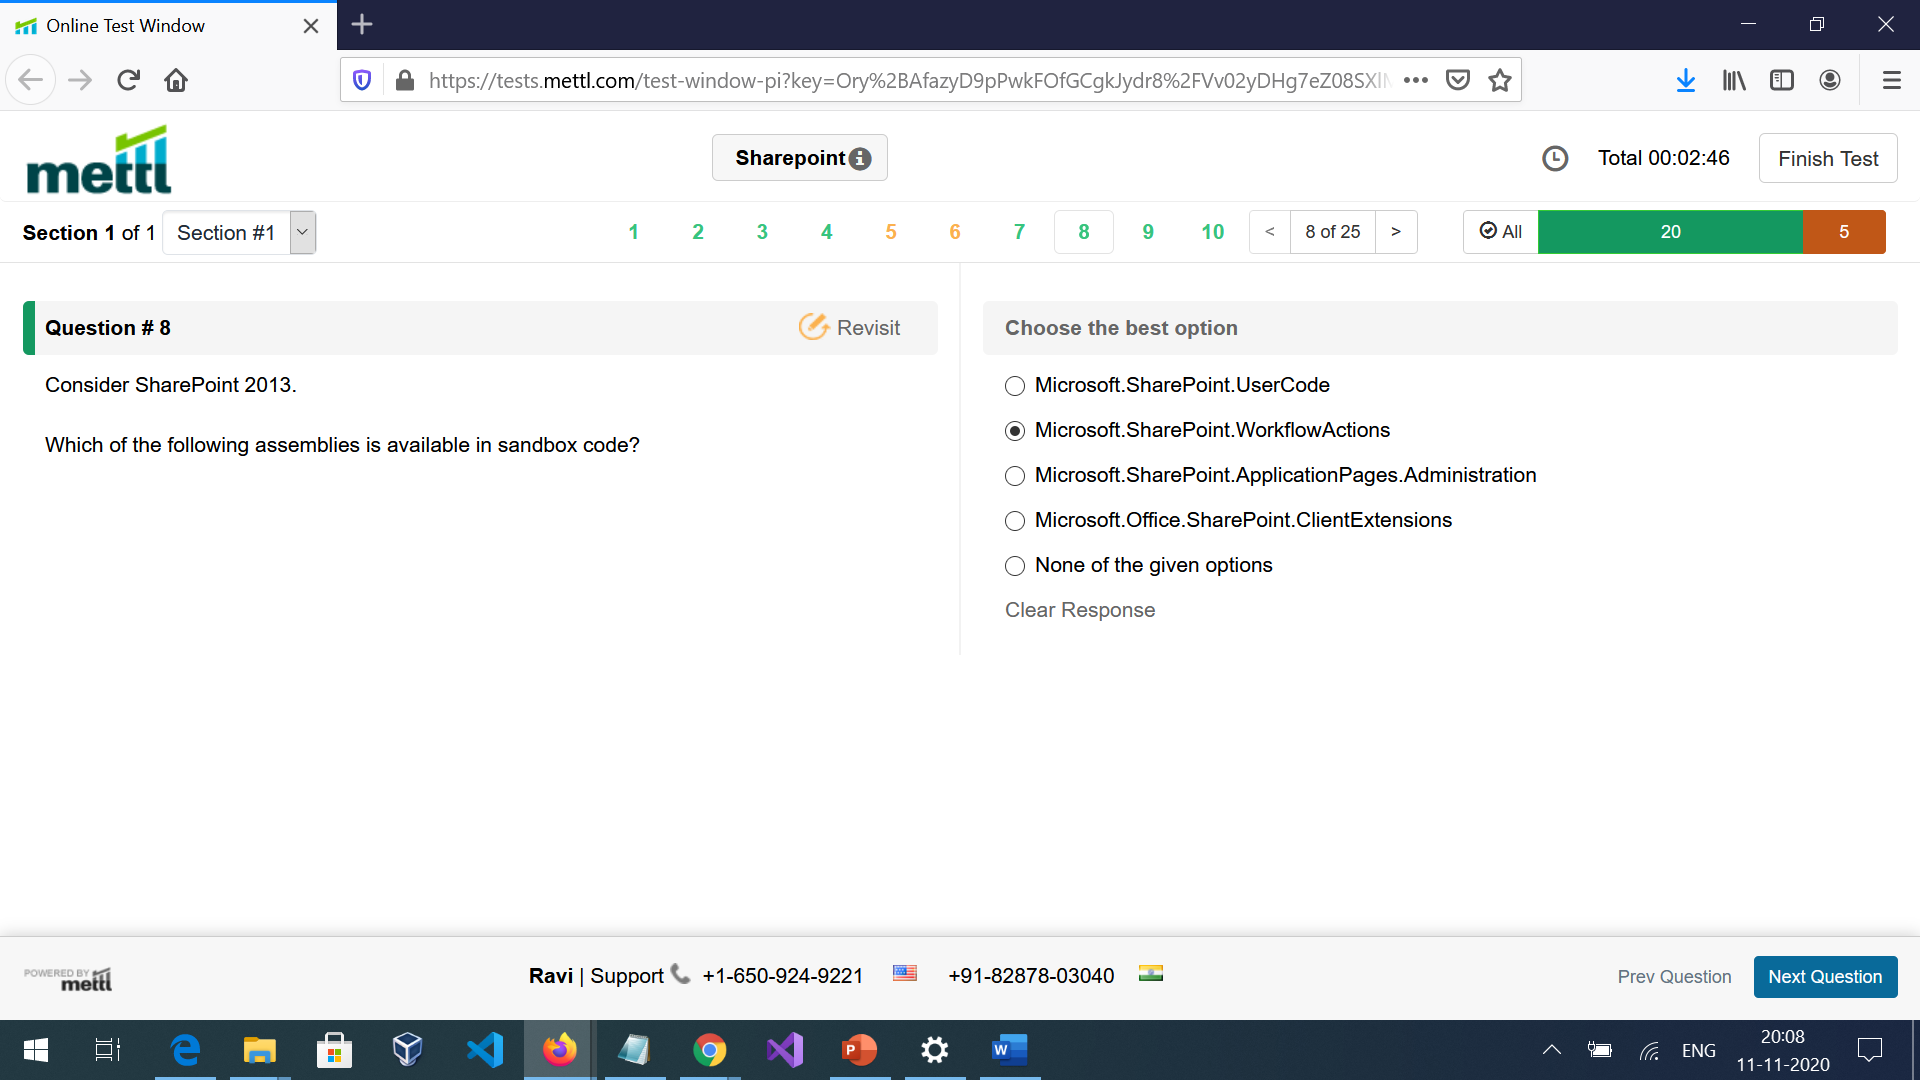 Online Test Window
https://tests.mettl.com/test-window-pi?key=Ory%2BAfazyD9pPwkFOfGCgkJydr8%2FVv02yDHg7eZ08SXlN
mettl
Sharepoint
Total 00:02:46
Finish Test
Section 1 of 1
Section #1
1 2 3 4 5 6 7 8 9 10
< 8 of 25 >
All 20 5
Question # 8
Revisit
Consider SharePoint 2013.
Which of the following assemblies is available in sandbox code?
Choose the best option
Microsoft.SharePoint.UserCode
Microsoft.SharePoint.WorkflowActions
Microsoft.SharePoint.ApplicationPages.Administration
Microsoft.Office.SharePoint.ClientExtensions
None of the given options
Clear Response
POWERED BY
mettl
Ravi | Support +1-650-924-9221 +91-82878-03040
Prev Question
Next Question
ENG
20:08
11-11-2020